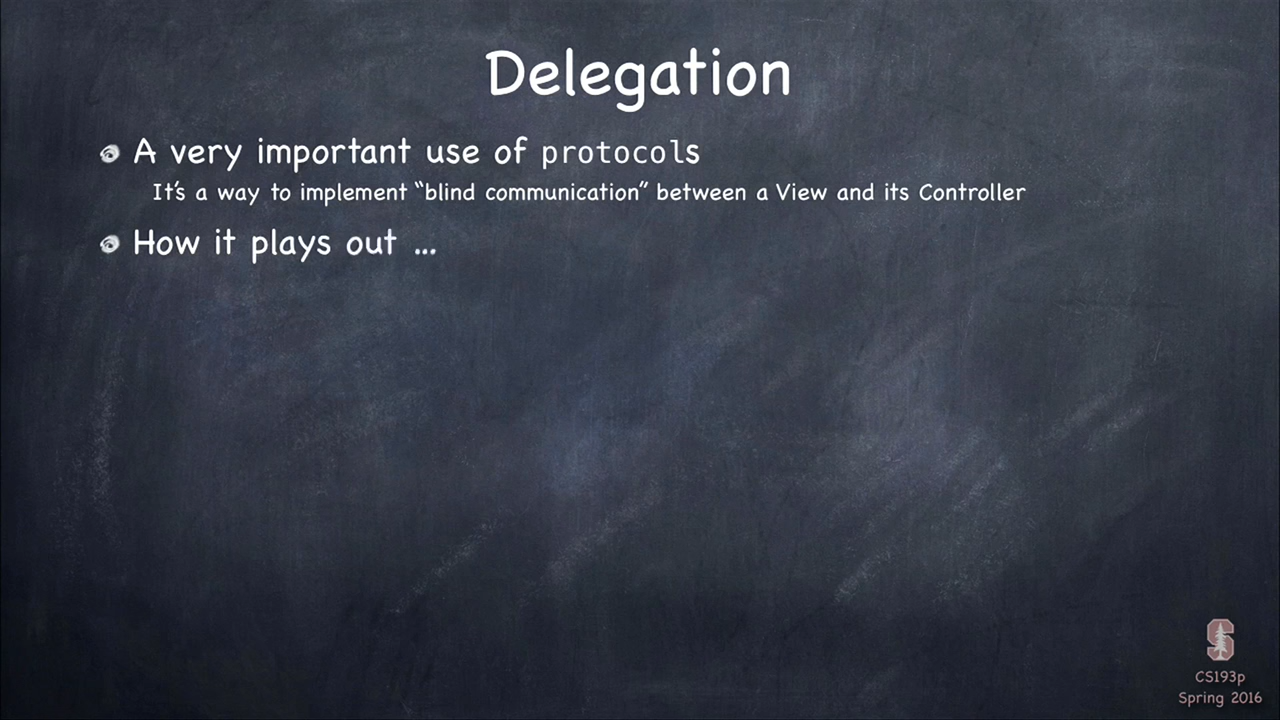 Delegation
A very important use of protocols
It's a way to implement “blind communication” between a View and its Controller
How it plays out ...
S
CS193p
Spring 2016